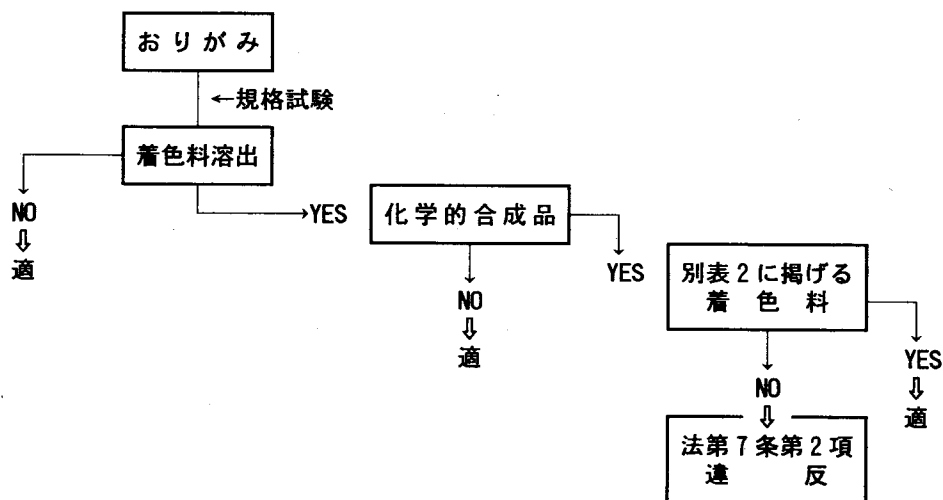 おりがみ
←規格試験
着色料溶出
NO
⇩
適
→YES
化学的合成品
NO
⇩
適
YES
別表2に掲げる
着色料
NO
⇩
法第7条第2項
違反
YES
⇩
適